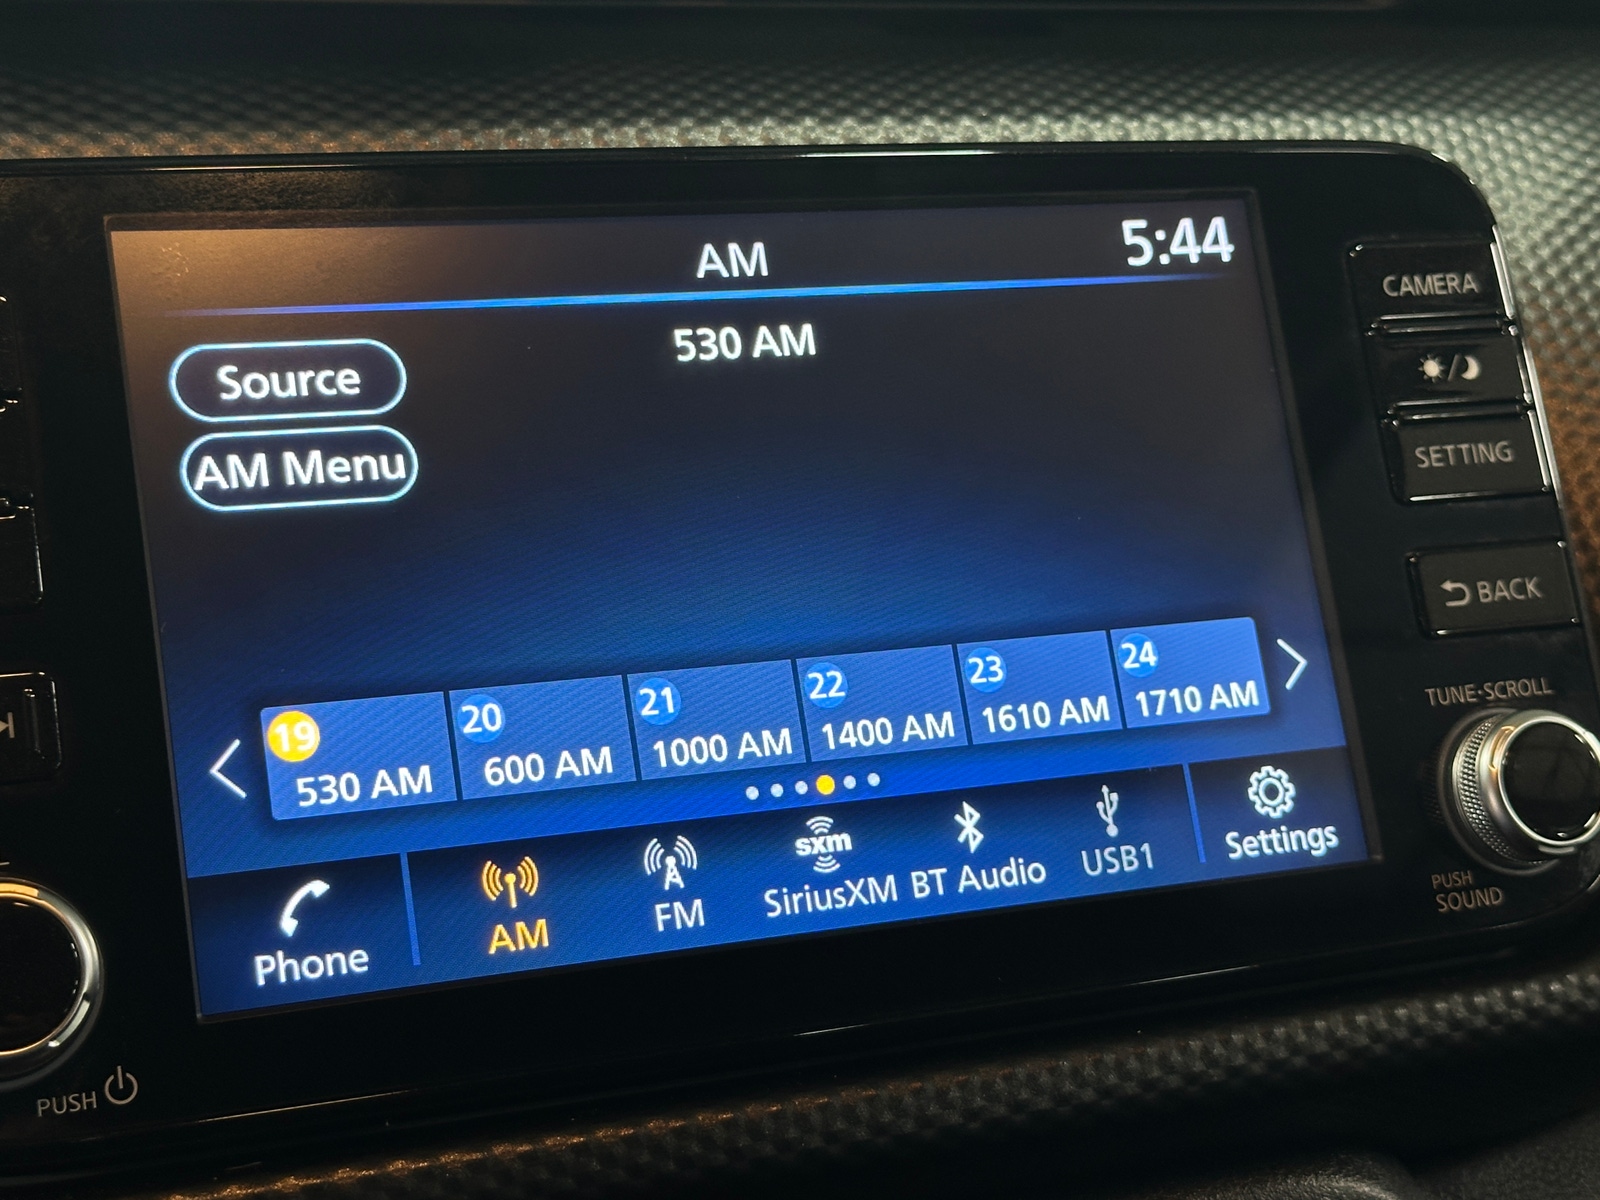 AM
5:44
530 AM
Source
AM Menu
19
530 AM
20
600 AM
21
1000 AM
22
1400 AM
23
1610 AM
24
1710 AM
Phone
AM
FM
sxm
SiriusXM
BT Audio
USB1
Settings
CAMERA
SETTING
BACK
TUNE·SCROLL
PUSH
SOUND
PUSH